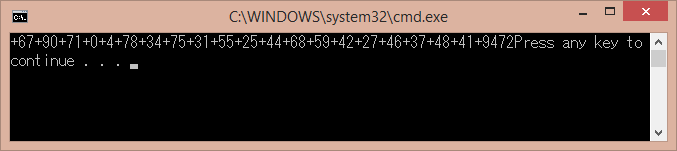 C:\WINDOWS\system32\cmd.exe
+67+90+71+0+4+78+34+75+31+55+25+44+68+59+42+27+46+37+48+41+9472Press any key to
continue . . .